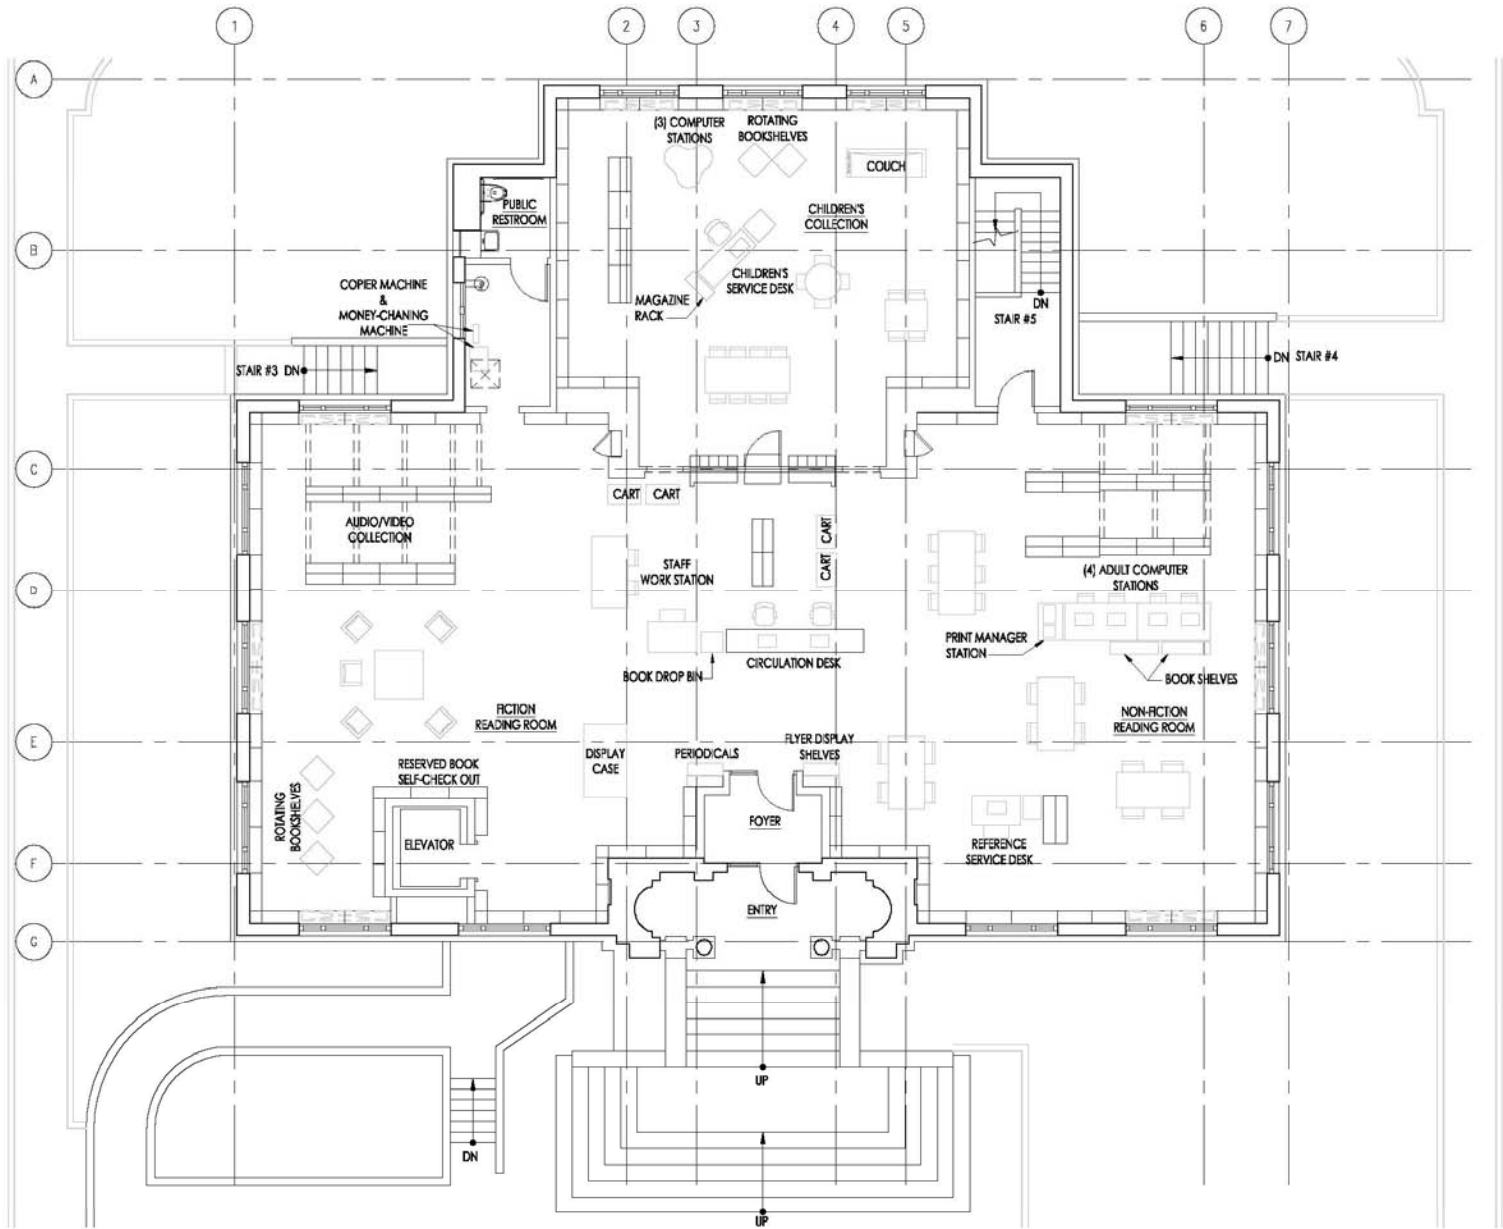 1
2
3
4
5
6
7
A
(3) COMPUTER
STATIONS
ROTATING
BOOKSHELVES
COUCH
PUBLIC
RESTROOM
CHILDREN'S
COLLECTION
B
COPIER MACHINE
&
MONEY-CHANING
MACHINE
CHILDREN'S
SERVICE DESK
MAGAZINE
RACK
DN
STAIR #5
STAIR #3 DN
DN STAIR #4
C
CART
CART
CART
CART
AUDIO/VIDEO
COLLECTION
STAFF
WORK STATION
(4) ADULT COMPUTER
STATIONS
D
PRINT MANAGER
STATION
CIRCULATION DESK
BOOK DROP BIN
BOOK SHELVES
FICTION
READING ROOM
NON-FICTION
READING ROOM
E
DISPLAY
CASE
PERIODICALS
FLYER DISPLAY
SHELVES
RESERVED BOOK
SELF-CHECK OUT
ROTATING
BOOKSHELVES
ELEVATOR
FOYER
REFERENCE
SERVICE DESK
F
ENTRY
G
UP
DN
UP